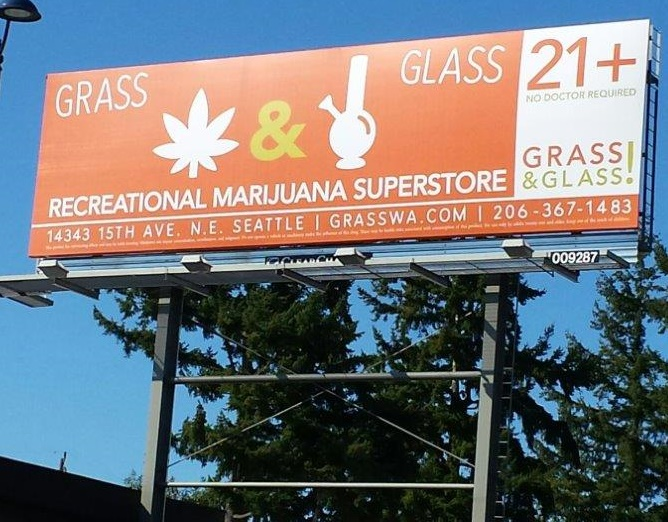 GRASS & GLASS
21+
NO DOCTOR REQUIRED
GRASS
& GLASS!
RECREATIONAL MARIJUANA SUPERSTORE
14343 15TH AVE. N.E. SEATTLE | GRASSWA.COM | 206-367-1483
009287